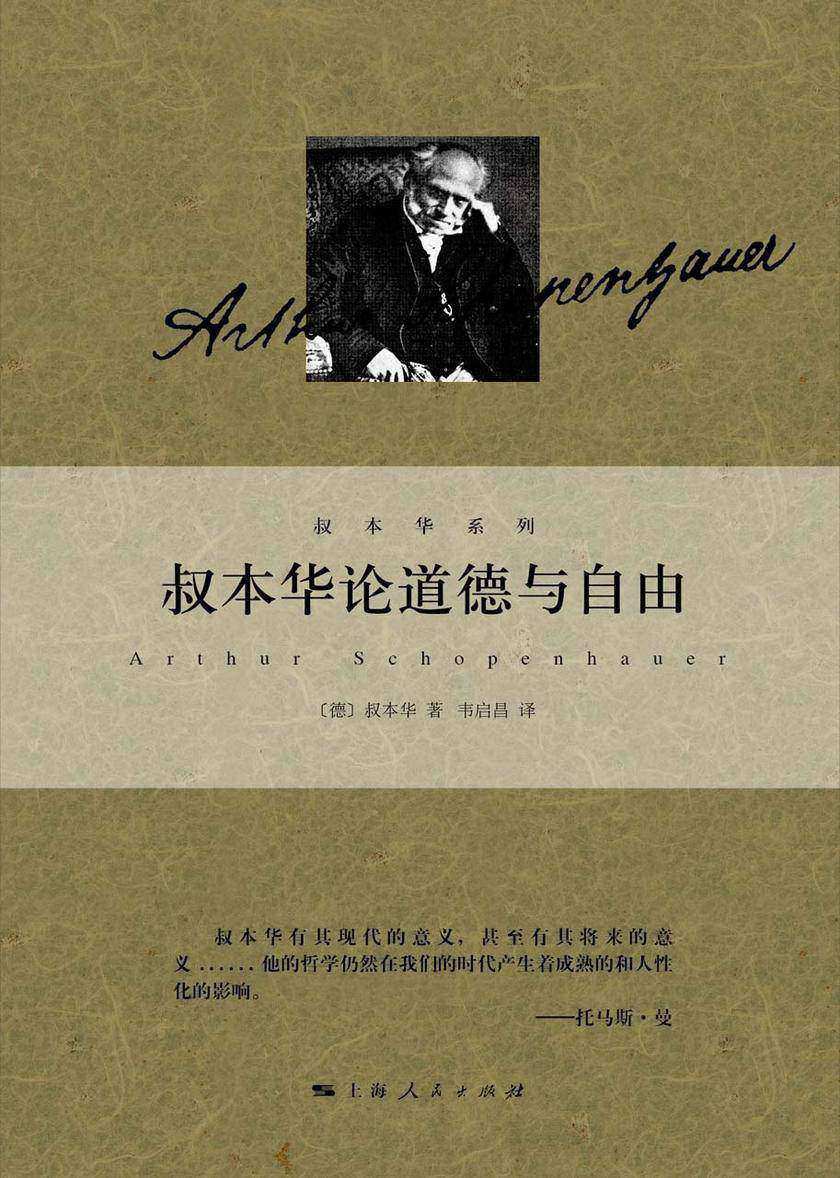 Arthur Schopenhauer
叔本华系列
叔本华论道德与自由
Arthur Schopenhauer
〔德〕叔本华 著 韦启昌 译
叔本华有其现代的意义，甚至有其将来的意
义 ...... 他的哲学仍然在我们的时代产生着成熟的和人性
化的影响。
——托马斯·曼
上海人民出版社